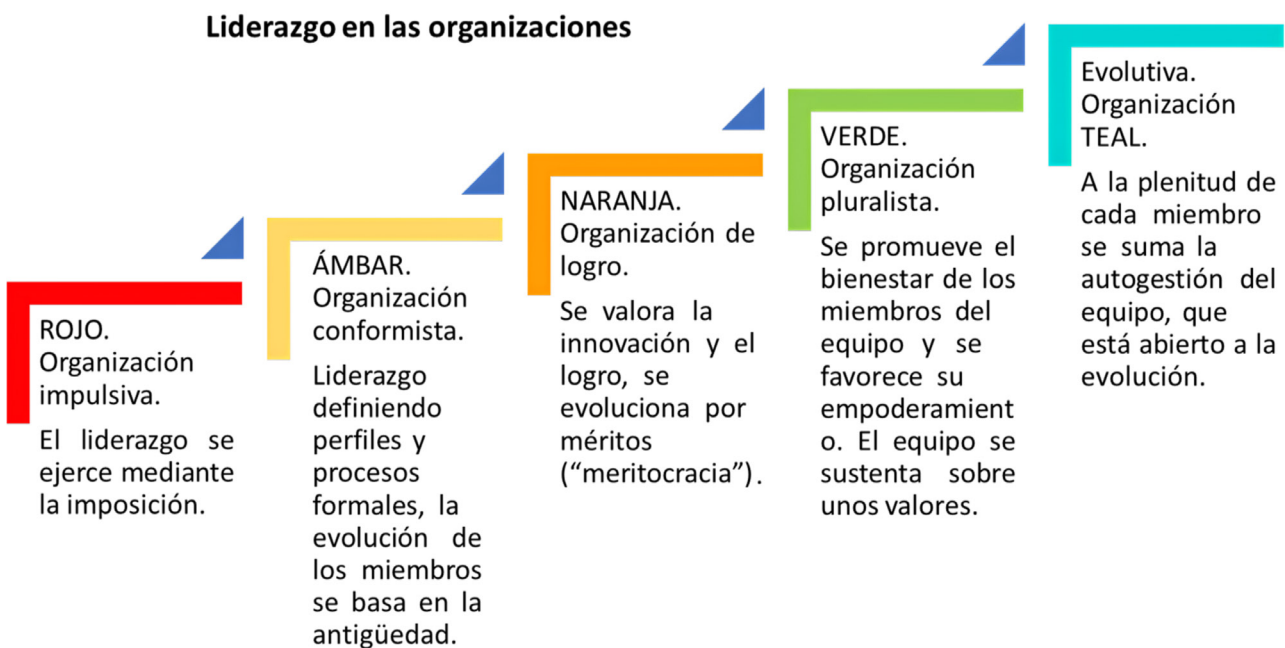 Liderazgo en las organizaciones
ROJO.
Organización
impulsiva.
El liderazgo se
ejerce mediante
la imposición.
ÁMBAR.
Organización
conformista.
Liderazgo
definiendo
perfiles y
procesos
formales, la
evolución de
los miembros
se basa en la
antigüedad.
NARANJA.
Organización de
logro.
Se valora la
innovación y el
logro, se
evoluciona por
méritos
(“meritocracia”).
VERDE.
Organización
pluralista.
Se promueve el
bienestar de los
miembros del
equipo y se
favorece su
empoderamient
o. El equipo se
sustenta sobre
unos valores.
Evolutiva.
Organización
TEAL.
A la plenitud de
cada miembro
se suma la
autogestión del
equipo, que
está abierto a la
evolución.